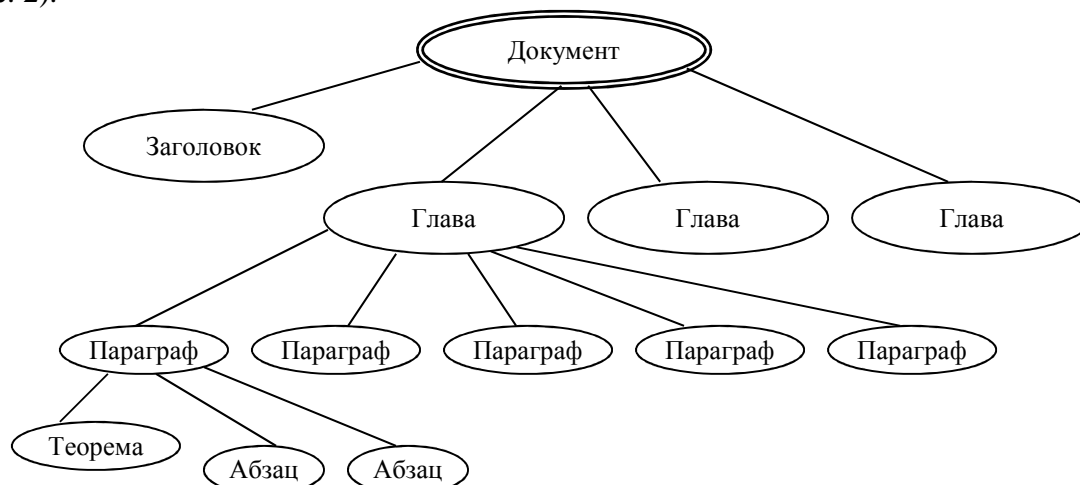 . 2).
Документ
Заголовок
Глава Глава Глава
Параграф Параграф Параграф Параграф Параграф
Теорема
Абзац Абзац